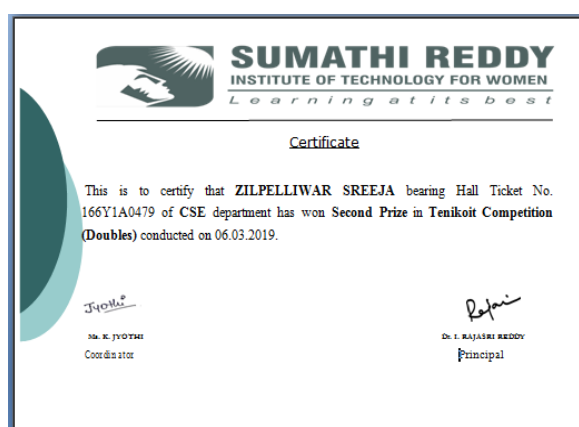 SUMATHI REDDY
INSTITUTE OF TECHNOLOGY FOR WOMEN
Learning at its best
Certificate
This is to certify that ZILPELLIWAR SREEJA bearing Hall Ticket No.
166Y1A0479 of CSE department has won Second Prize in Tenikoit Competition
(Doubles) conducted on 06.03.2019.
Jyothi
Rajasri
Ms. K. JYOTHI
Dr. I. RAJASRI REDDY
Coordinator
Principal